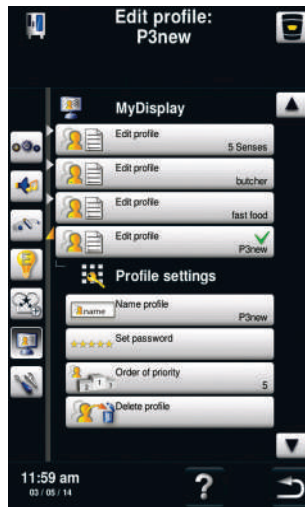 Edit profile:
P3new
MyDisplay
Edit profile
5 Senses
Edit profile
butcher
Edit profile
fast food
Edit profile
P3new
Profile settings
name
Name profile
P3new
Set password
Order of priority
5
Delete profile
11:59 am
03 / 05 / 14
?